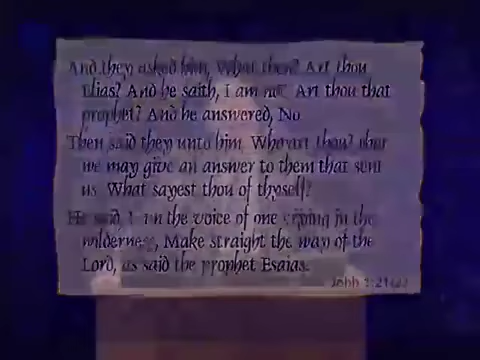 And they asked him, What then? Art thou
Elias? And he saith, I am not. Art thou that
prophet? And he answered, No
Then said they unto him, Who art thou? that
we may give an answer to them that sent
us. What sayest thou of thyself?
He said, I am the voice of one crying in the
wilderness, Make straight the way of the
Lord, as said the prophet Esaias.
John 1:21